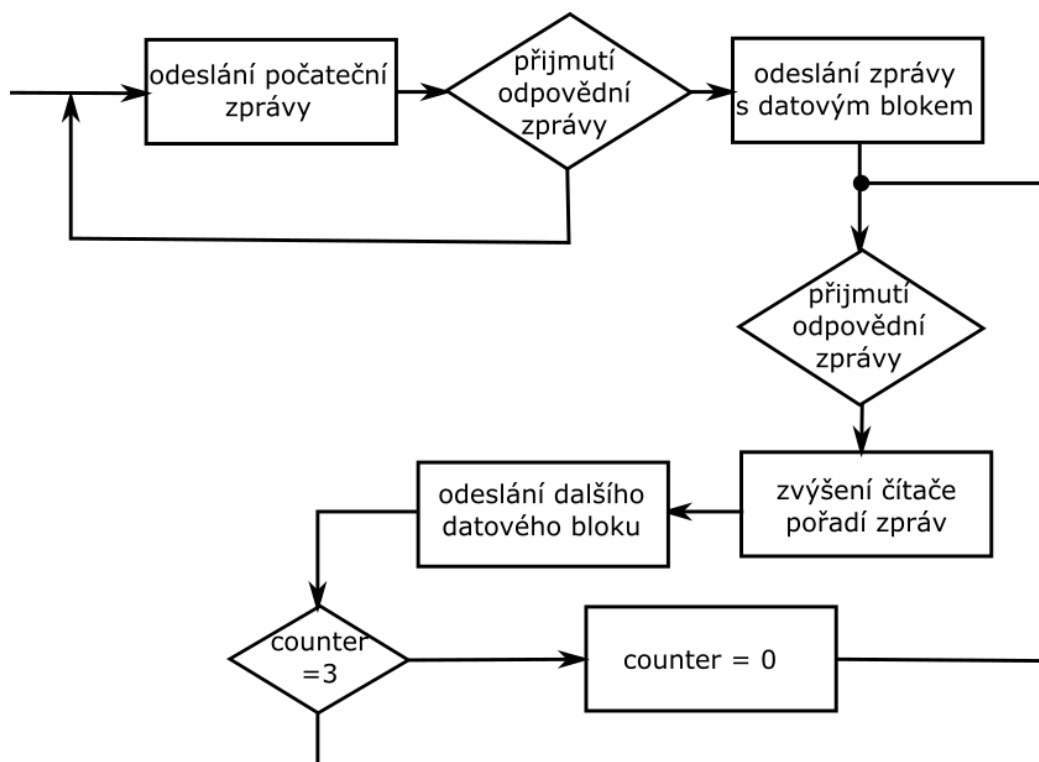 odeslání počateční
zprávy
přijmutí
odpovědní
zprávy
odeslání zprávy
s datovým blokem
přijmutí
odpovědní
zprávy
zvýšení čítače
pořadí zpráv
odeslání dalšího
datového bloku
counter
=3
counter = 0